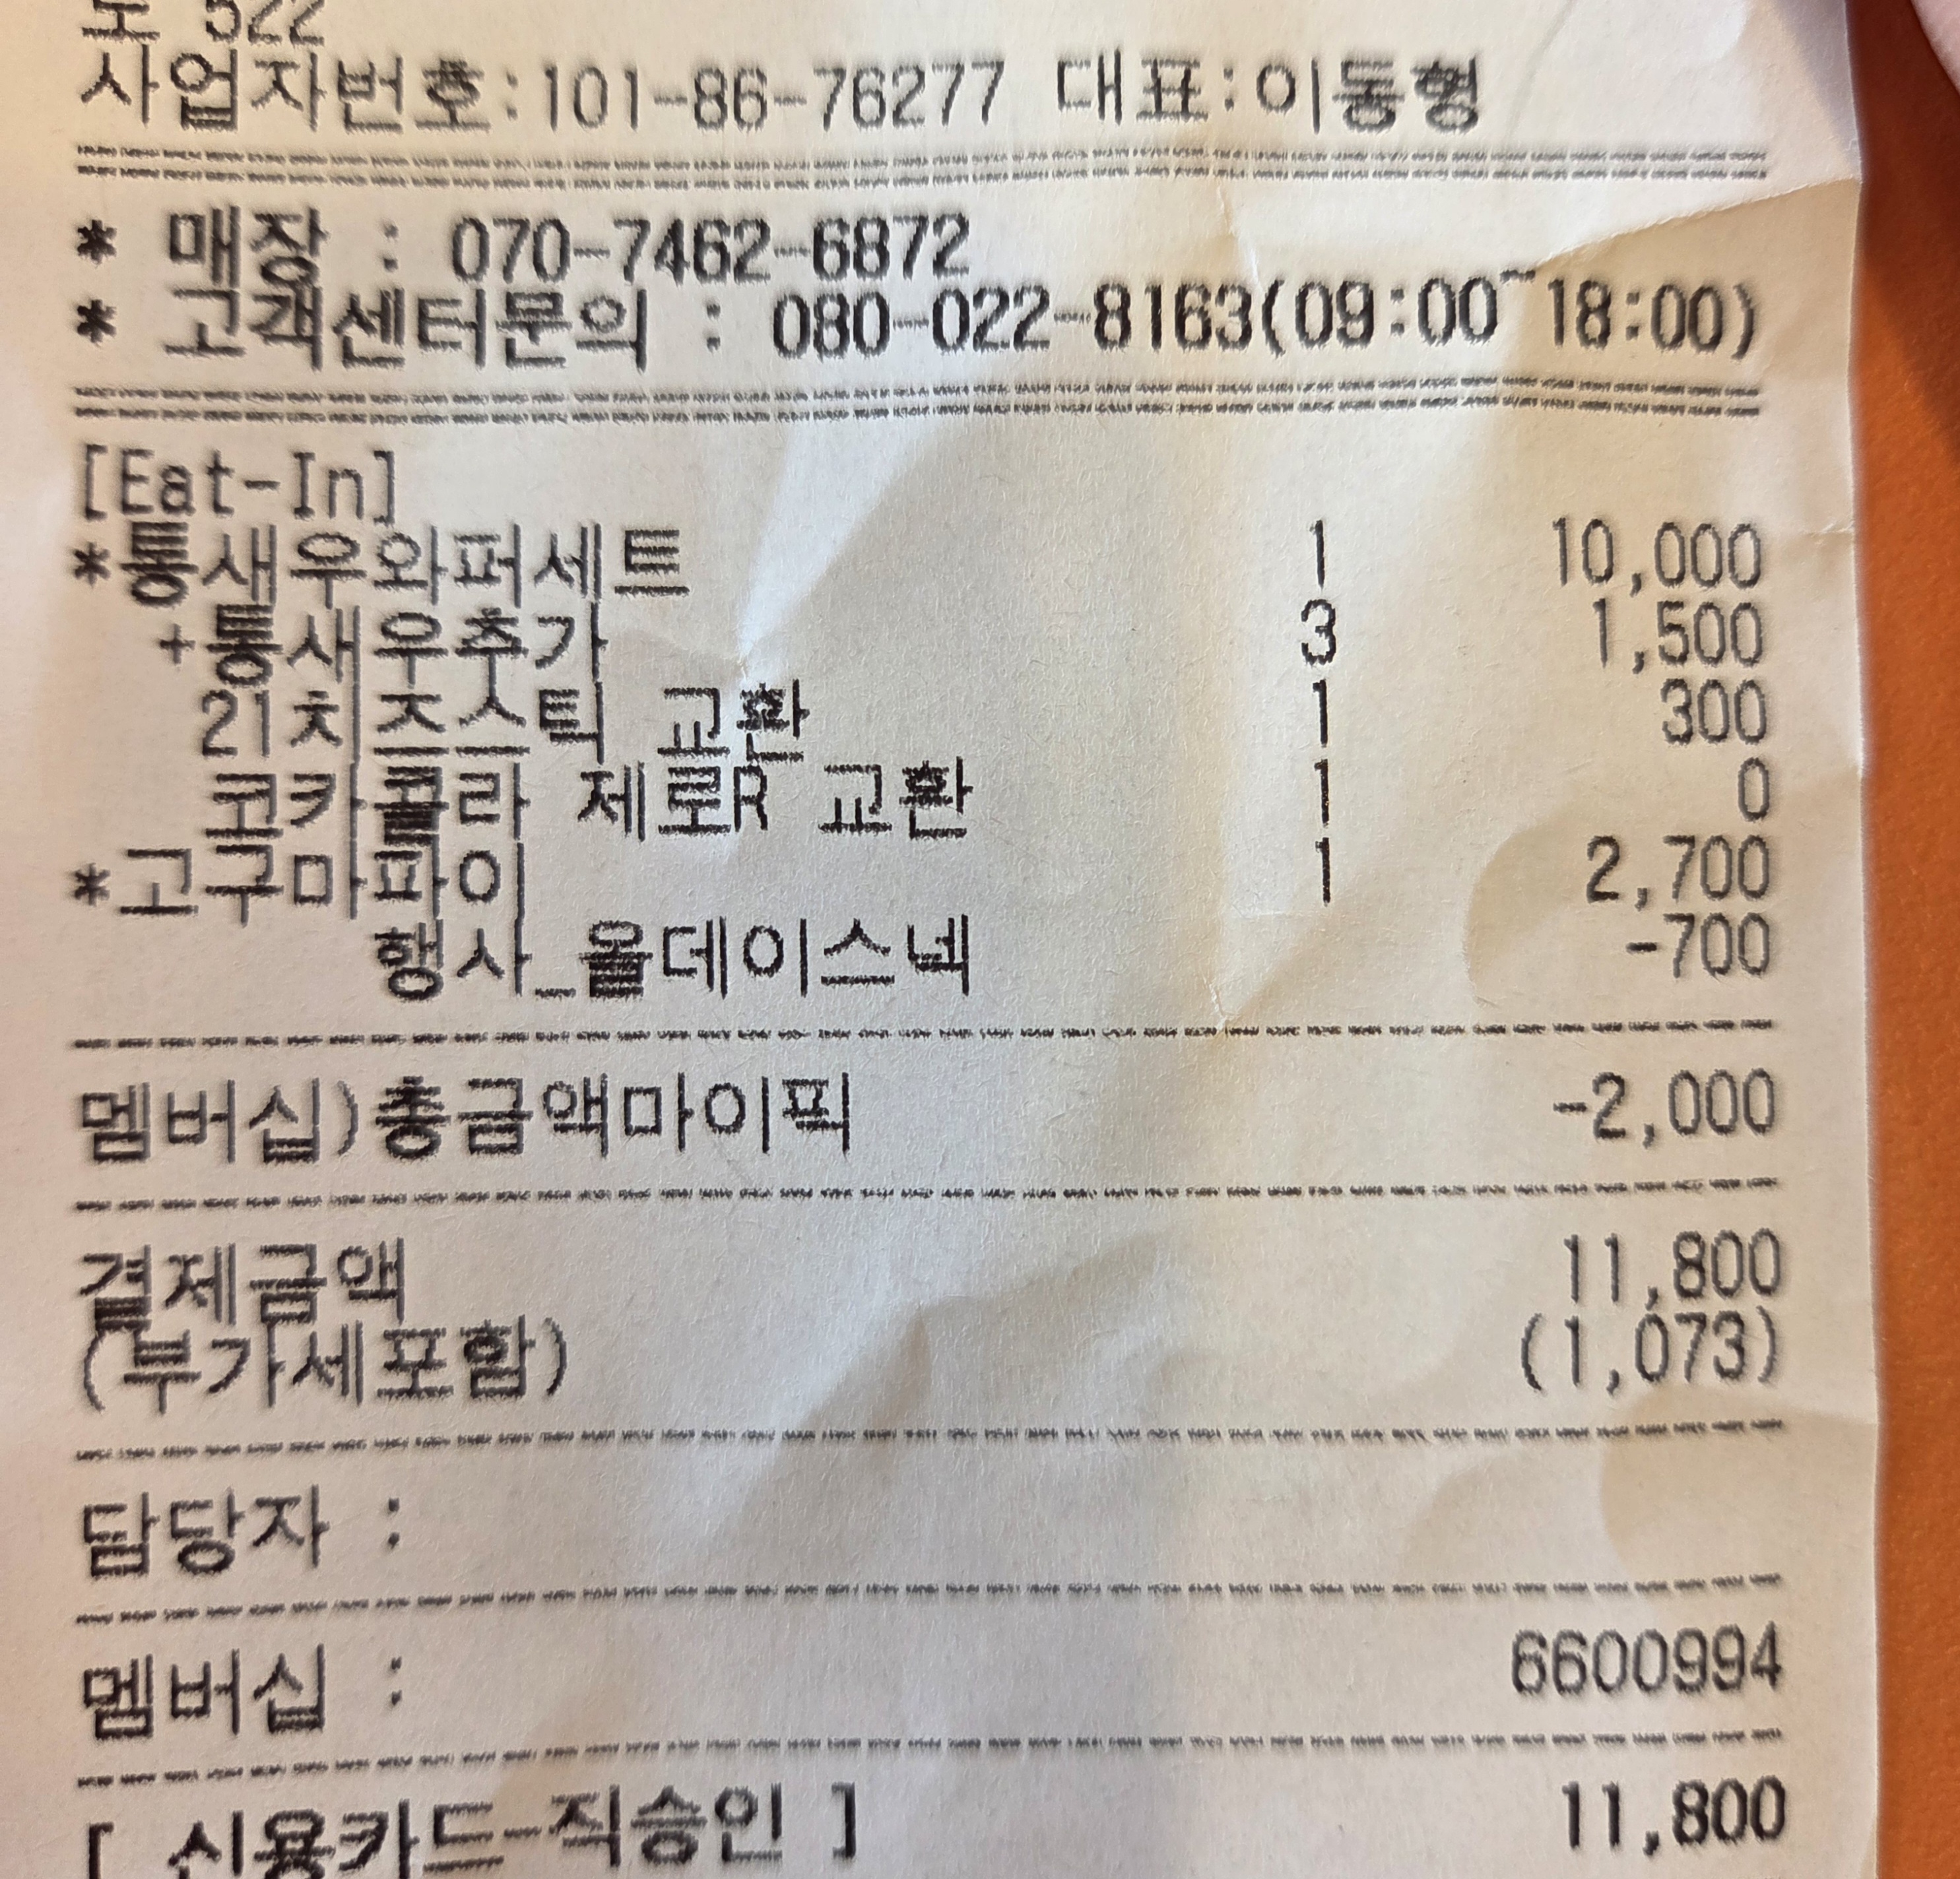 도 522
사업자번호:101-86-76277 대표:이동형
* 매장 : 070-7462-6872
* 고객센터문의 : 080-022-8163(09:00~18:00)
[Eat-In]
*통새우와퍼세트 1 10,000
+통새우추가 3 1,500
21치즈스틱 교환 1 300
코카콜라 제로R 교환 1 0
*고구마파이 1 2,700
행사_올데이스넥 -700
멤버십)총금액마이픽 -2,000
결제금액 11,800
(부가세포함) (1,073)
담당자 :
멤버십 : 6600994
[ 신용카드-직승인 ] 11,800